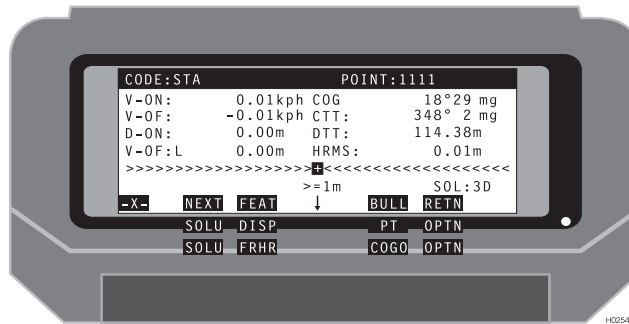 CODE:STA POINT:1111
V-ON: 0.01kph COG 18°29 mg
V-OF: -0.01kph CTT: 348° 2 mg
D-ON: 0.00m DTT: 114.38m
V-OF:L 0.00m HRMS: 0.01m
>>>>>>>>>>>>>>>>>>>>+<<<<<<<<<<<<<<<<<<<<
>=1m SOL:3D
-X- NEXT FEAT ↓ BULL RETN
SOLU DISP PT OPTN
SOLU FRHR COGO OPTN
H0254